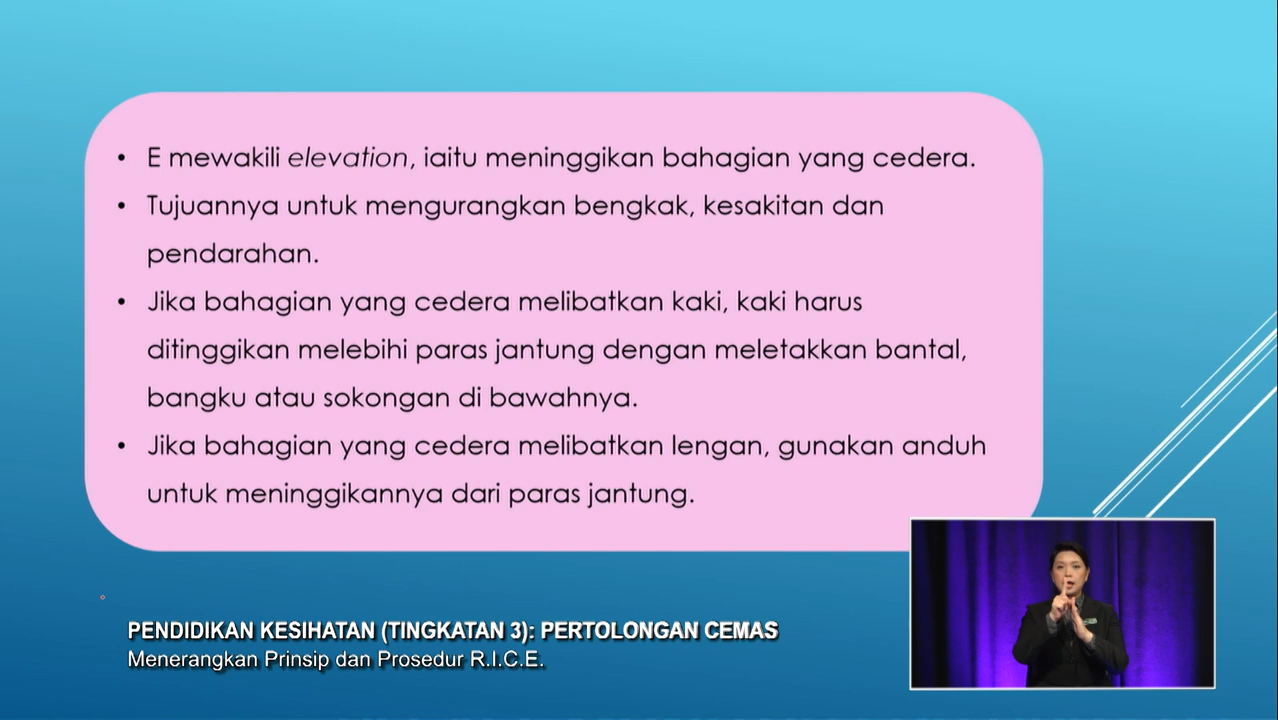 • E mewakili elevation, iaitu meninggikan bahagian yang cedera.
• Tujuannya untuk mengurangkan bengkak, kesakitan dan
pendarahan.
• Jika bahagian yang cedera melibatkan kaki, kaki harus
ditinggikan melebihi paras jantung dengan meletakkan bantal,
bangku atau sokongan di bawahnya.
• Jika bahagian yang cedera melibatkan lengan, gunakan anduh
untuk meninggikannya dari paras jantung.
PENDIDIKAN KESIHATAN (TINGKATAN 3): PERTOLONGAN CEMAS
Menerangkan Prinsip dan Prosedur R.I.C.E.